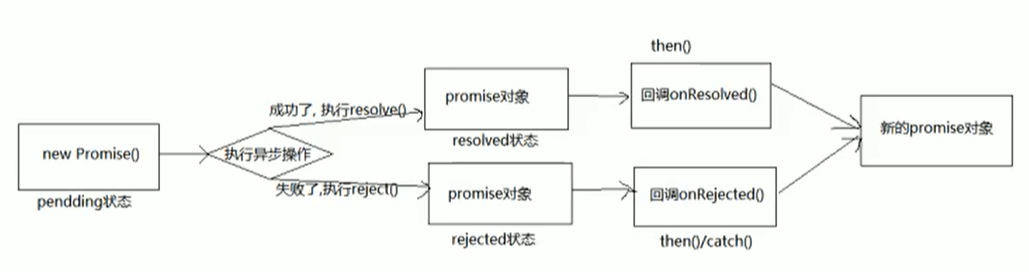 then()
成功了, 执行resolve()
promise对象
回调onResolved()
新的promise对象
resolved状态
new Promise()
执行异步操作
pendding状态
失败了,执行reject()
promise对象
回调onRejected()
rejected状态
then()/catch()